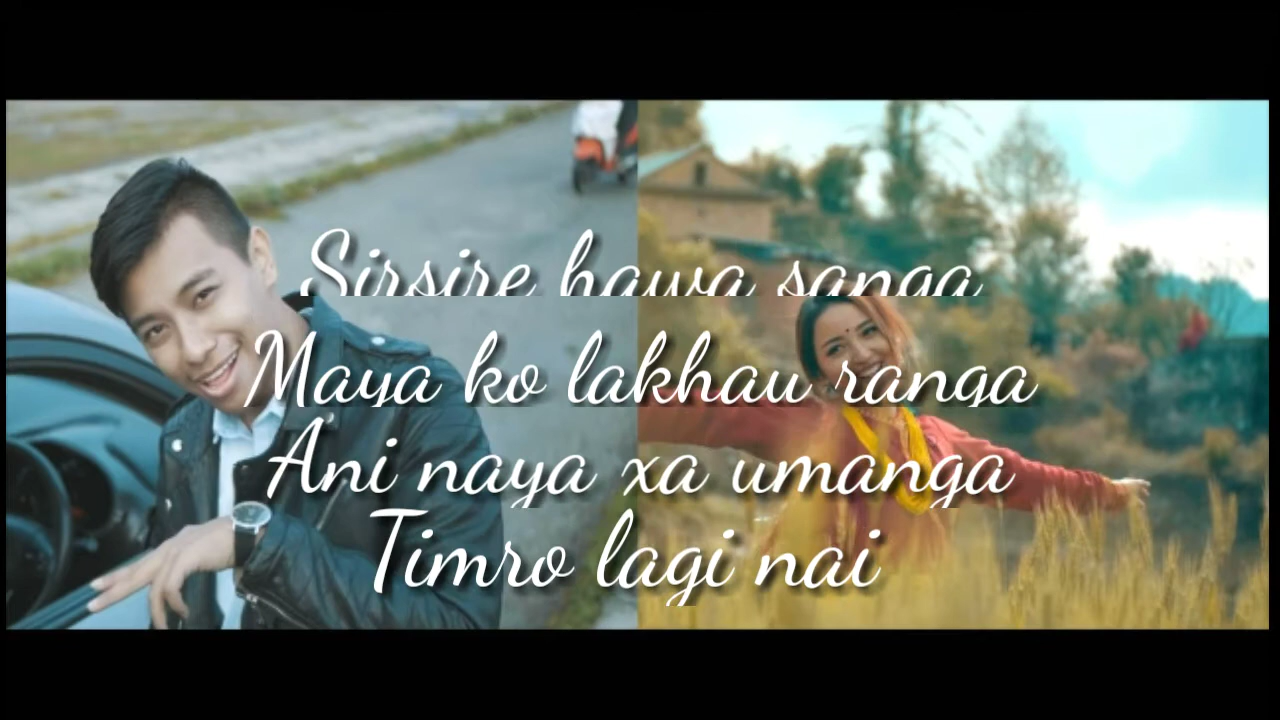 Sirsire hawa sanga
Maya ko lakhau ranga
Ani naya xa umanga
Timro lagi nai